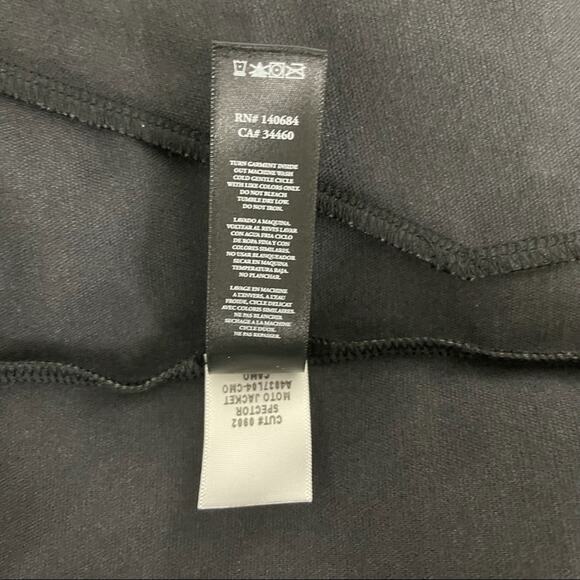 RN# 140684
CA# 34460
TURN GARMENT INSIDE
OUT MACHINE WASH
COLD GENTLE CYCLE
WITH LIKE COLORS ONLY.
DO NOT BLEACH
TUMBLE DRY LOW.
DO NOT IRON.
LAVADO A MAQUINA.
VOLTEAR AL REVES LAVAR
CON AGUA FRIA CICLO
DE ROPA FINA Y CON
COLORES SIMILARES.
NO USAR BLANQUEADOR
SECAR EN MAQUINA
TEMPERATURA BAJA.
NO PLANCHAR.
LAVAGE EN MACHINE
A L'ENVERS, A L'EAU
FROIDE, CYCLE DELICAT
AVEC COLORIS SIMILAIRES.
NE PAS BLANCHIR
SECHAGE A LA MACHINE
CYCLE DUOX.
NE PAS REPASSER.
CUT# 0902
SPECTOR
MOTO JACKET
A4037L04-CMO
CAMO